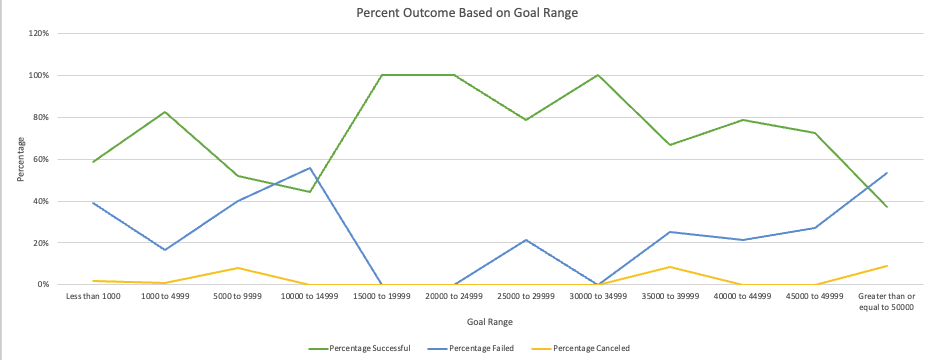 Percent Outcome Based on Goal Range
120%
100%
80%
60%
40%
20%
0%
Percentage
Less than 1000
1000 to 4999
5000 to 9999
10000 to 14999
15000 to 19999
20000 to 24999
25000 to 29999
30000 to 34999
35000 to 39999
40000 to 44999
45000 to 49999
Greater than or
equal to 50000
Goal Range
Percentage Successful
Percentage Failed
Percentage Canceled